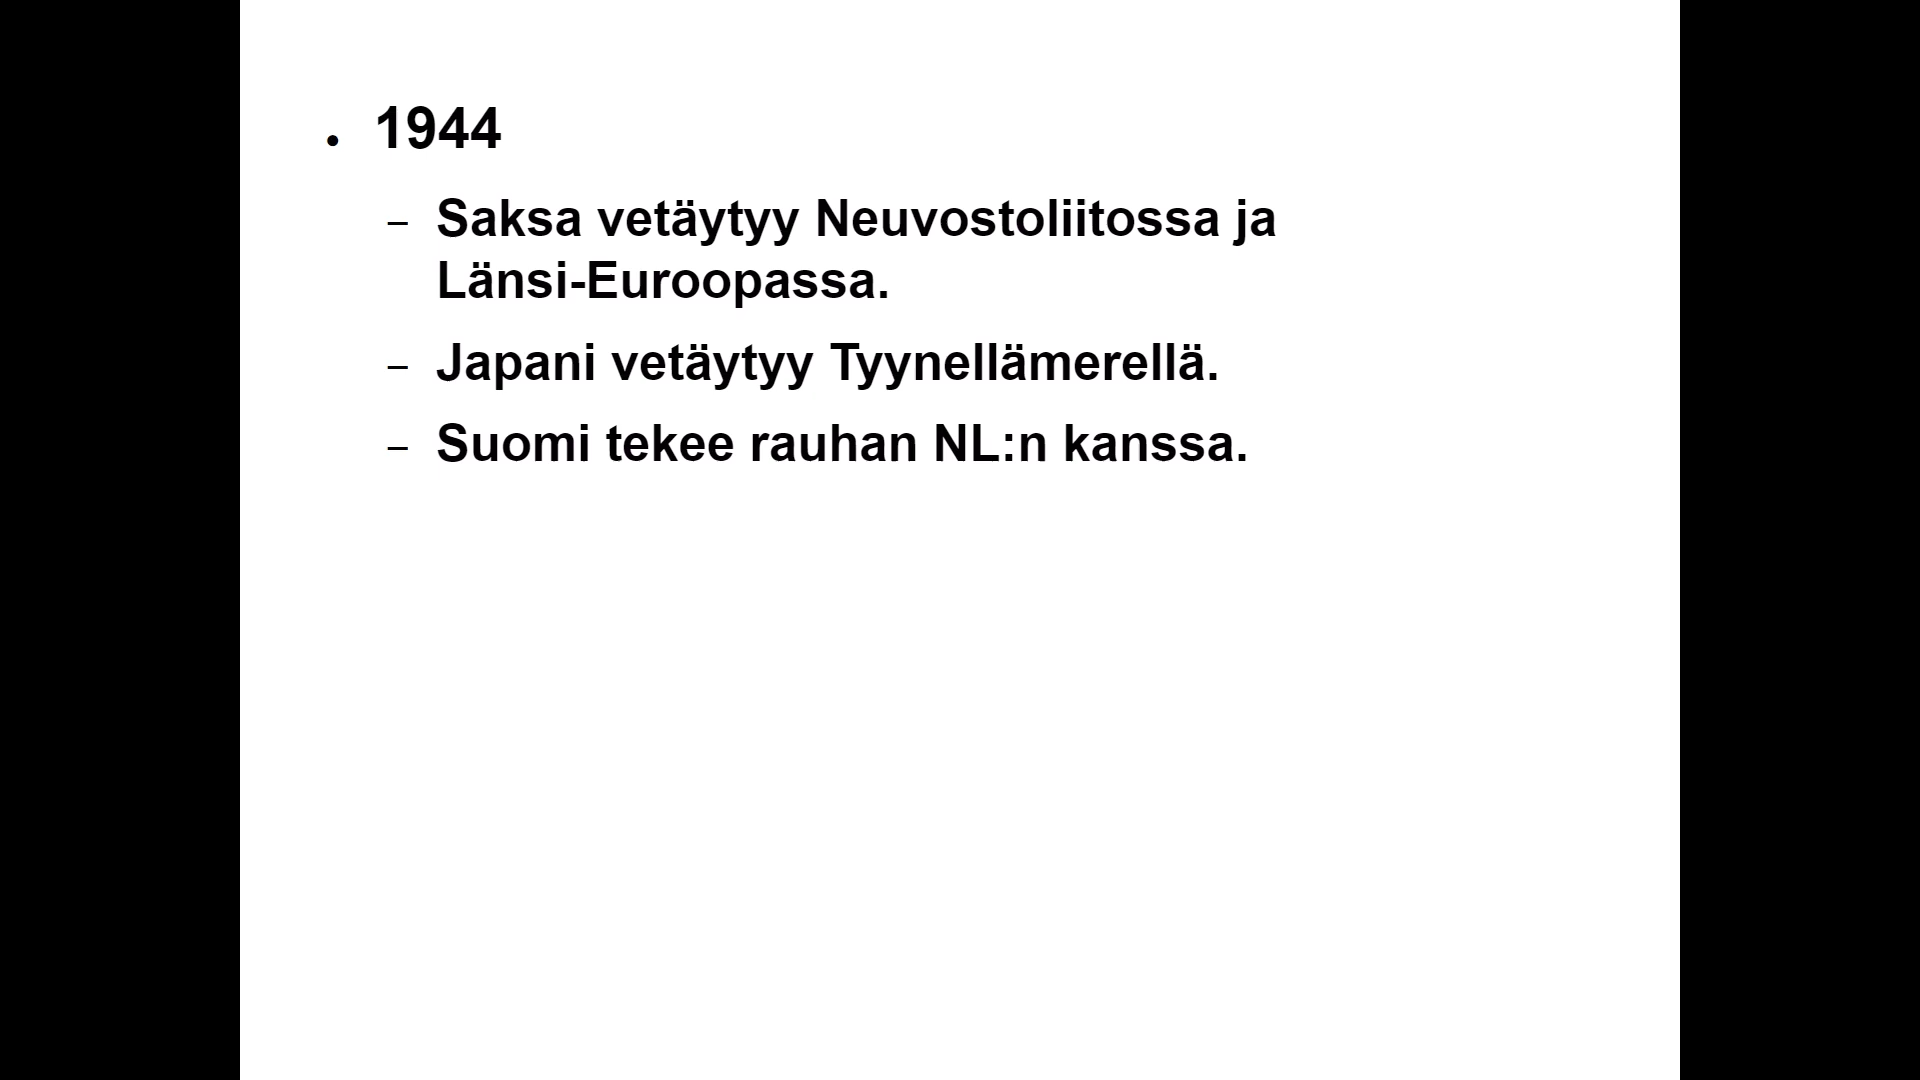 • 1944
– Saksa vetäytyy Neuvostoliitossa ja
Länsi-Euroopassa.
– Japani vetäytyy Tyynellämerellä.
– Suomi tekee rauhan NL:n kanssa.